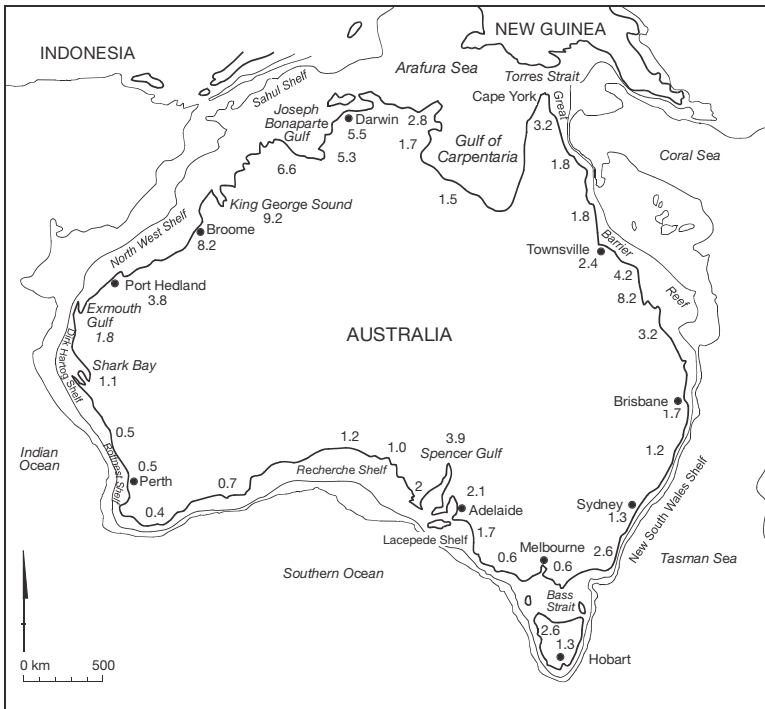 INDONESIA
NEW GUINEA
Arafura Sea
Torres Strait
Sahul Shelf
Cape York
Great
Joseph
Bonaparte
Gulf
Darwin
5.5
2.8
3.2
1.7
Gulf of
Carpentaria
Coral Sea
5.3
6.6
1.8
1.5
King George Sound
9.2
1.8
North West Shelf
Broome
8.2
Barrier
Townsville
2.4
4.2
Port Hedland
3.8
8.2
Reef
Exmouth
Gulf
1.8
3.2
AUSTRALIA
Dirk Hartog Shelf
Shark Bay
1.1
Brisbane
1.7
0.5
1.2
3.9
1.0
Spencer Gulf
1.2
Indian
Ocean
Rottnest Shelf
0.5
Perth
Recherche Shelf
0.7
2
2.1
Adelaide
Sydney
1.3
New South Wales Shelf
0.4
1.7
Lacepede Shelf
Melbourne
0.6
0.6
2.6
Tasman Sea
Southern Ocean
Bass
Strait
2.6
1.3
Hobart
0 km 500